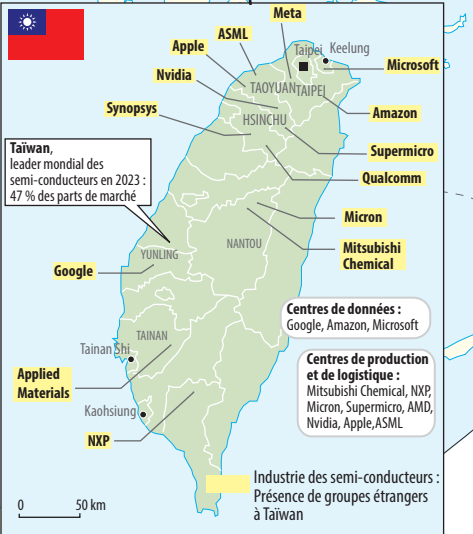 Meta
ASML
Apple
Taipei
Keelung
Nvidia
Microsoft
TAOYUAN
TAIPEI
Synopsys
Amazon
HSINCHU
Supermicro
Taïwan,
leader mondial des
semi-conducteurs en 2023 :
47 % des parts de marché
Qualcomm
Micron
NANTOU
YUNLING
Mitsubishi
Chemical
Google
Centres de données :
Google, Amazon, Microsoft
TAINAN
Tainan Shi
Centres de production
et de logistique :
Mitsubishi Chemical, NXP,
Micron, Supermicro, AMD,
Nvidia, Apple,ASML
Applied
Materials
Kaohsiung
NXP
Industrie des semi-conducteurs :
Présence de groupes étrangers
à Taïwan
0 50 km